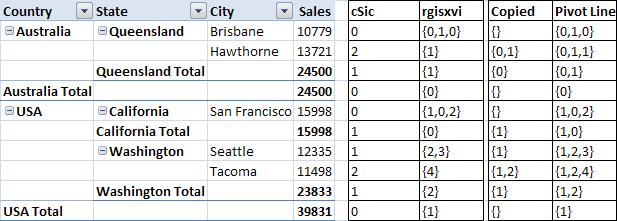 Country State City Sales cSic rgisxvi Copied Pivot Line
Australia Queensland Brisbane 10779 0 {0,1,0} {} {0,1,0}
Hawthorne 13721 2 {1} {0,1} {0,1,1}
Queensland Total 24500 1 {1} {0} {0,1}
Australia Total 24500 0 {0} {} {0}
USA California San Francisco 15998 0 {1,0,2} {} {1,0,2}
California Total 15998 1 {0} {1} {1,0}
Washington Seattle 12335 1 {2,3} {1} {1,2,3}
Tacoma 11498 2 {4} {1,2} {1,2,4}
Washington Total 23833 1 {2} {1} {1,2}
USA Total 39831 0 {1} {} {1}